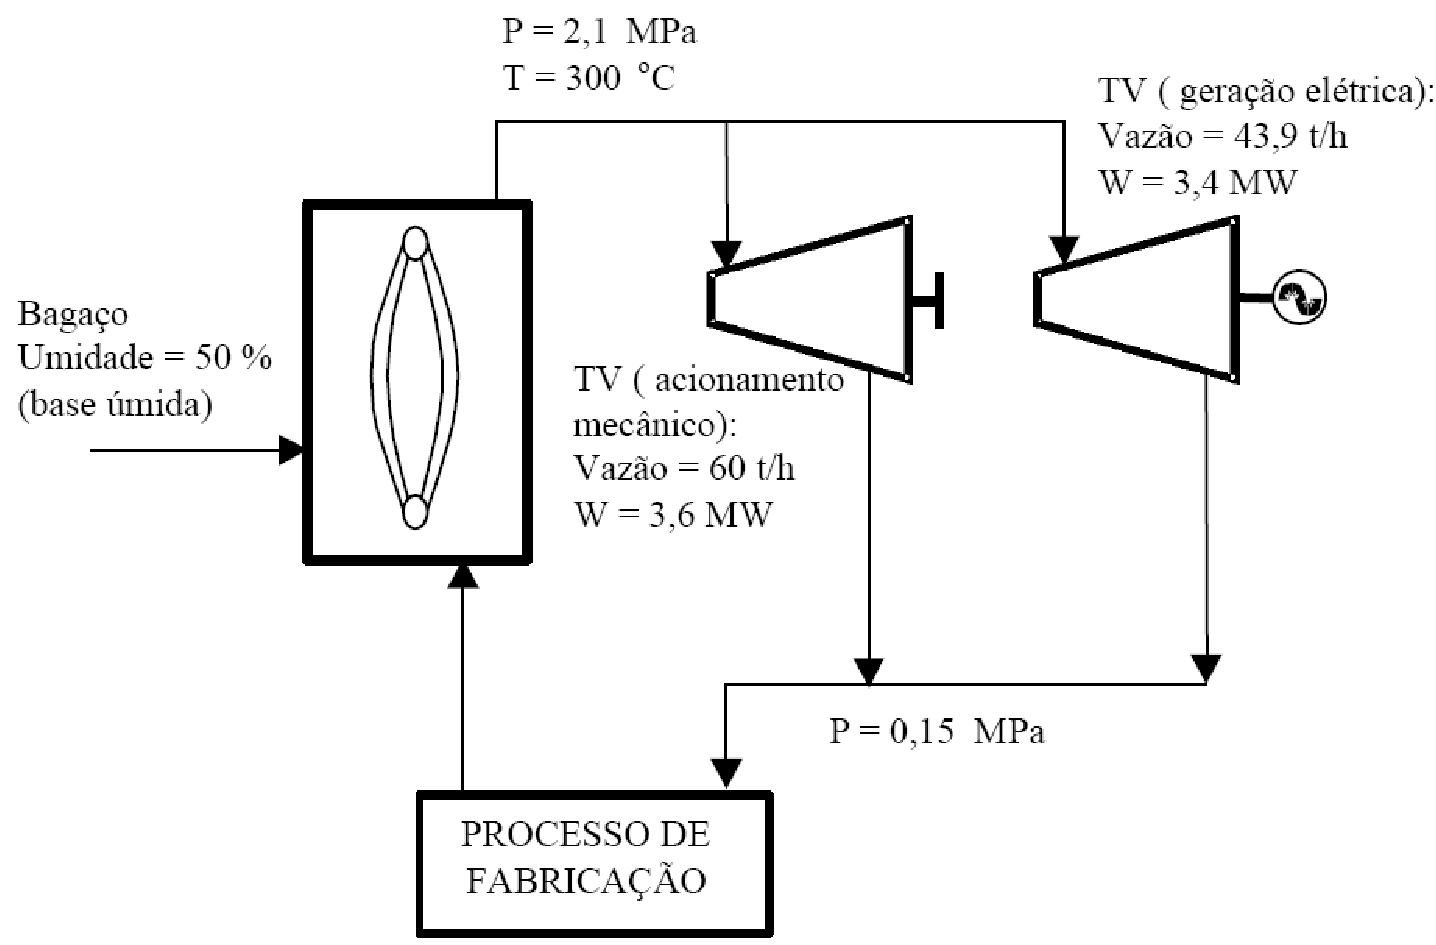 P = 2,1 MPa
T = 300 °C
TV ( geração elétrica):
Vazão = 43,9 t/h
W = 3,4 MW
Bagaço
Umidade = 50 %
(base úmida)
TV ( acionamento
mecânico):
Vazão = 60 t/h
W = 3,6 MW
P = 0,15 MPa
PROCESSO DE
FABRICAÇÃO